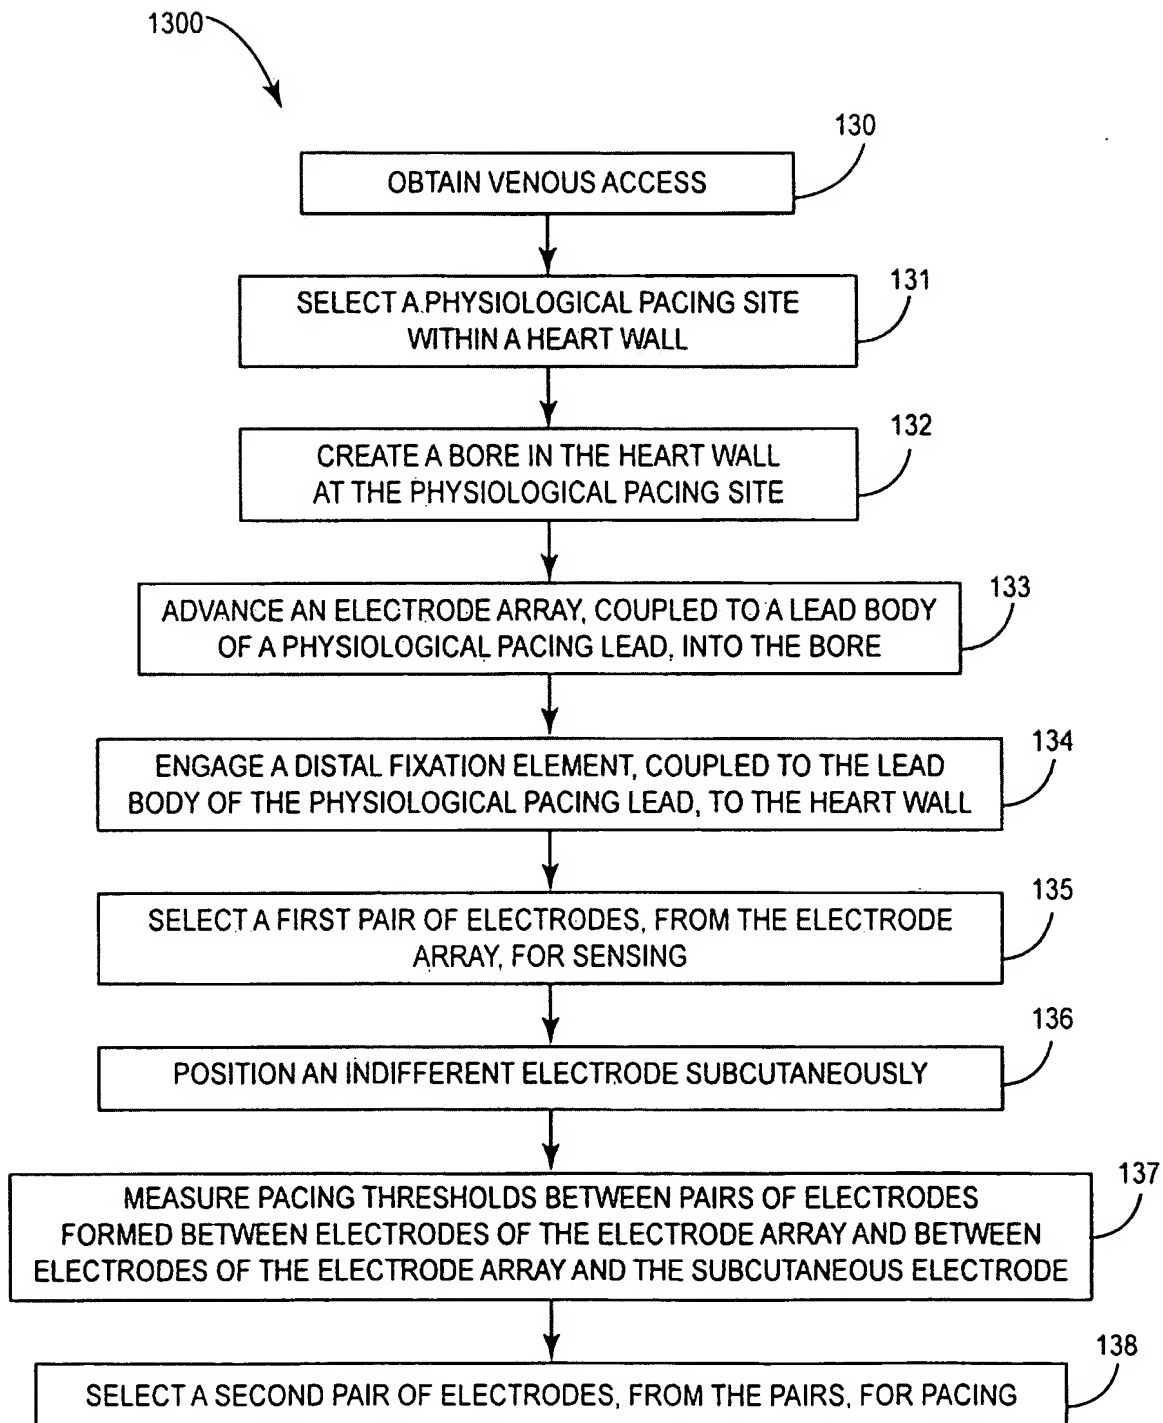 1300
130
OBTAIN VENOUS ACCESS
131
SELECT A PHYSIOLOGICAL PACING SITE
WITHIN A HEART WALL
132
CREATE A BORE IN THE HEART WALL
AT THE PHYSIOLOGICAL PACING SITE
133
ADVANCE AN ELECTRODE ARRAY, COUPLED TO A LEAD BODY
OF A PHYSIOLOGICAL PACING LEAD, INTO THE BORE
134
ENGAGE A DISTAL FIXATION ELEMENT, COUPLED TO THE LEAD
BODY OF THE PHYSIOLOGICAL PACING LEAD, TO THE HEART WALL
135
SELECT A FIRST PAIR OF ELECTRODES, FROM THE ELECTRODE
ARRAY, FOR SENSING
136
POSITION AN INDIFFERENT ELECTRODE SUBCUTANEOUSLY
137
MEASURE PACING THRESHOLDS BETWEEN PAIRS OF ELECTRODES
FORMED BETWEEN ELECTRODES OF THE ELECTRODE ARRAY AND BETWEEN
ELECTRODES OF THE ELECTRODE ARRAY AND THE SUBCUTANEOUS ELECTRODE
138
SELECT A SECOND PAIR OF ELECTRODES, FROM THE PAIRS, FOR PACING